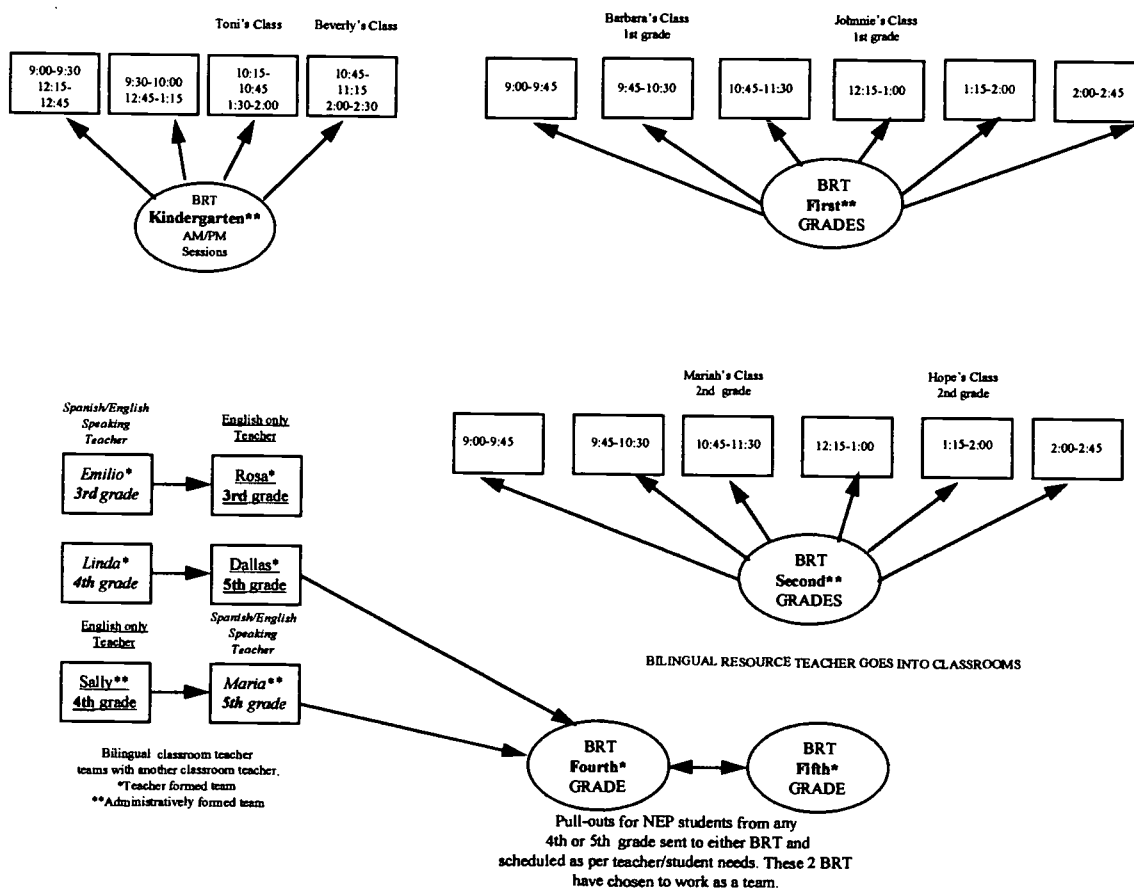 Toni's Class
Beverly's Class
9:00-9:30
12:15-
12:45
9:30-10:00
12:45-1:15
10:15-
10:45
1:30-2:00
10:45-
11:15
2:00-2:30
BRT
Kindergarten**
AM/PM
Sessions
Barbara's Class
1st grade
Johnnie's Class
1st grade
9:00-9:45
9:45-10:30
10:45-11:30
12:15-1:00
1:15-2:00
2:00-2:45
BRT
First**
GRADES
Mariah's Class
2nd grade
Hope's Class
2nd grade
9:00-9:45
9:45-10:30
10:45-11:30
12:15-1:00
1:15-2:00
2:00-2:45
BRT
Second**
GRADES
BILINGUAL RESOURCE TEACHER GOES INTO CLASSROOMS
Spanish/English
Speaking
Teacher
English only
Teacher
Emilio*
3rd grade
Rosa*
3rd grade
Linda*
4th grade
Dallas*
5th grade
English only
Teacher
Spanish/English
Speaking
Teacher
Sally**
4th grade
Maria**
5th grade
Bilingual classroom teacher
teams with another classroom teacher.
*Teacher formed team
**Administratively formed team
BRT
Fourth*
GRADE
BRT
Fifth*
GRADE
Pull-outs for NEP students from any
4th or 5th grade sent to either BRT and
scheduled as per teacher/student needs. These 2 BRT
have chosen to work as a team.